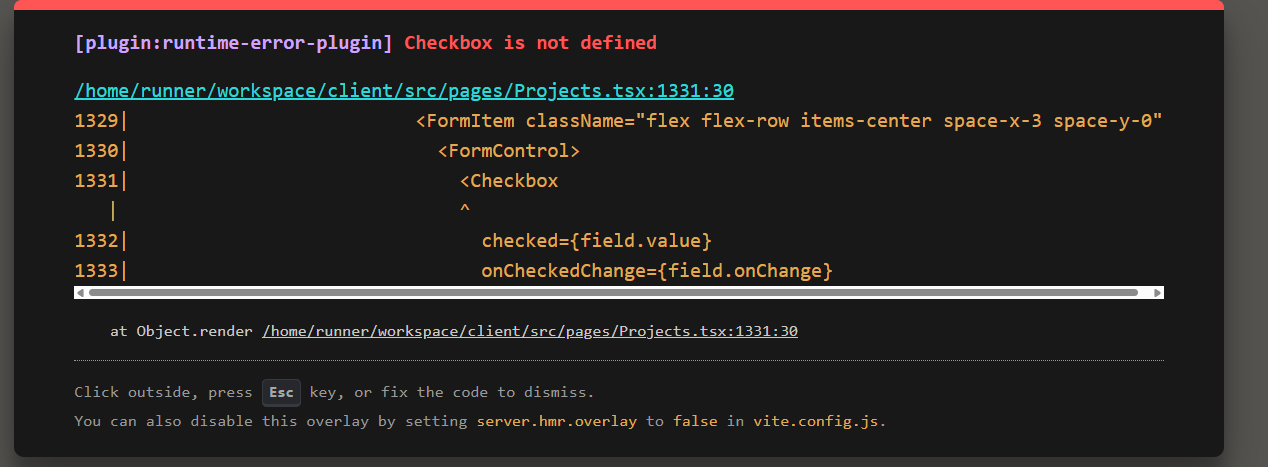 [plugin:runtime-error-plugin] Checkbox is not defined
/home/runner/workspace/client/src/pages/Projects.tsx:1331:30
1329|                          <FormItem className="flex flex-row items-center space-x-3 space-y-0"
1330|                            <FormControl>
1331|                              <Checkbox
    |                              ^
1332|                                checked={field.value}
1333|                                onCheckedChange={field.onChange}
at Object.render /home/runner/workspace/client/src/pages/Projects.tsx:1331:30
Click outside, press Esc key, or fix the code to dismiss.
You can also disable this overlay by setting server.hmr.overlay to false in vite.config.js.